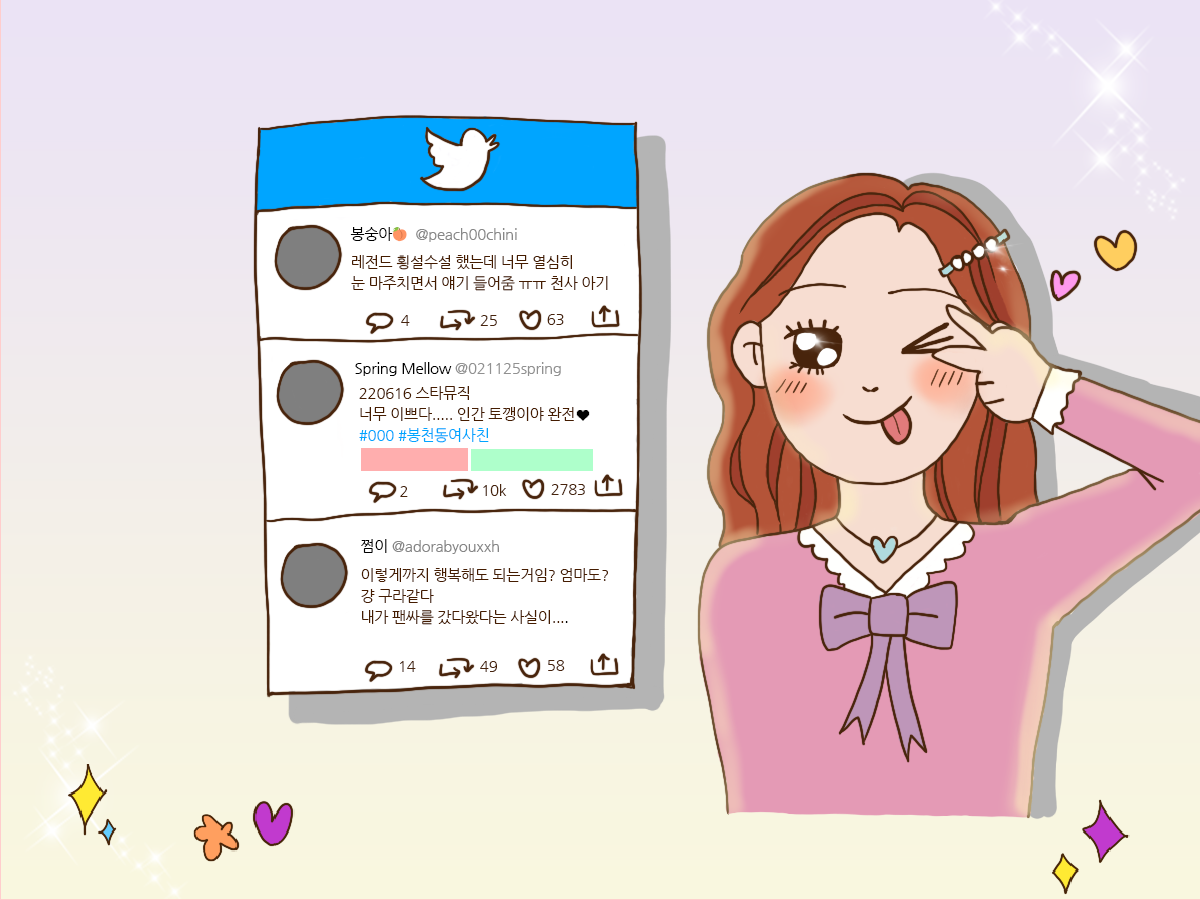 봉숭아🍑 @peach00chini
레전드 횡설수설 했는데 너무 열심히
눈 마주치면서 얘기 들어줌 ㅠㅠ 천사 아기
4 25 63
Spring Mellow @021125spring
220616 스타뮤직
너무 이쁘다..... 인간 토깽이야 완전🖤
#000 #봉천동여사친
2 10k 2783
쩜이 @adorabyouxxh
이렇게까지 행복해도 되는거임? 엄마도?
걍 구라같다
내가 팬싸를 갔다왔다는 사실이....
14 49 58